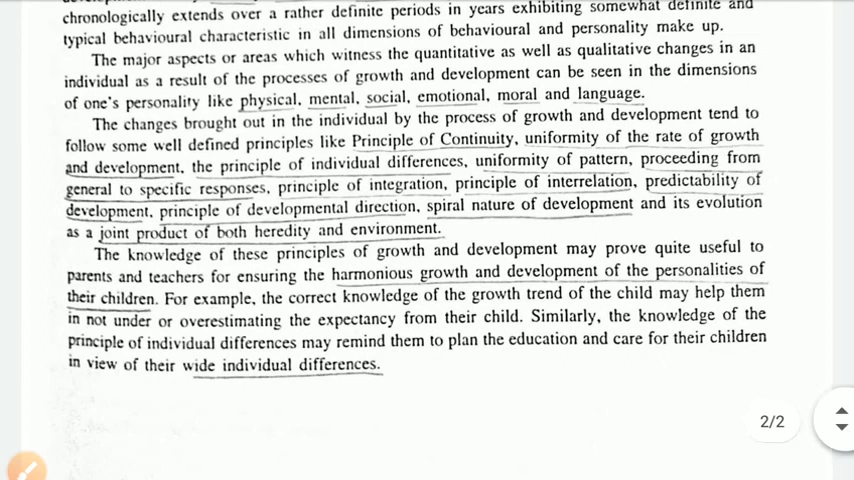 chronologically extends over a rather definite periods in years exhibiting somewhat definite and
typical behavioural characteristic in all dimensions of behavioural and personality make up.
The major aspects or areas which witness the quantitative as well as qualitative changes in an
individual as a result of the processes of growth and development can be seen in the dimensions
of one's personality like physical, mental, social, emotional, moral and language.
The changes brought out in the individual by the process of growth and development tend to
follow some well defined principles like Principle of Continuity, uniformity of the rate of growth
and development, the principle of individual differences, uniformity of pattern, proceeding from
general to specific responses, principle of integration, principle of interrelation, predictability of
development, principle of developmental direction, spiral nature of development and its evolution
as a joint product of both heredity and environment.
The knowledge of these principles of growth and development may prove quite useful to
parents and teachers for ensuring the harmonious growth and development of the personalities of
their children. For example, the correct knowledge of the growth trend of the child may help them
in not under or overestimating the expectancy from their child. Similarly, the knowledge of the
principle of individual differences may remind them to plan the education and care for their children
in view of their wide individual differences.
2/2